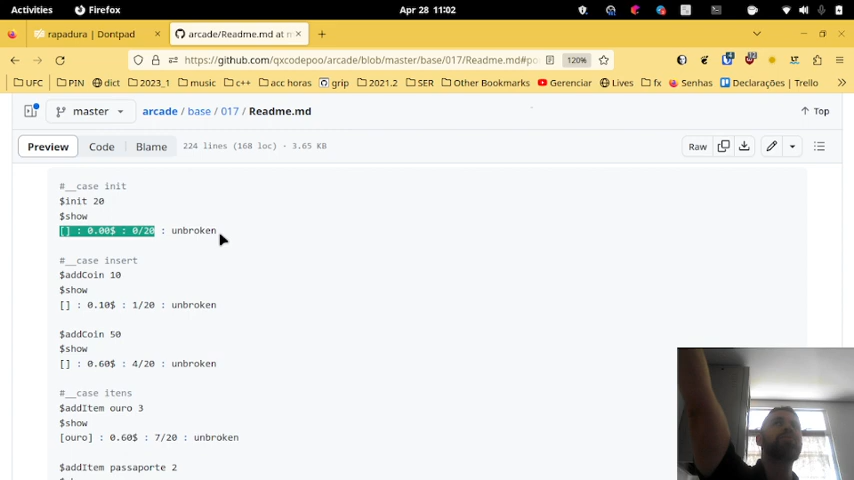 Activities Firefox Apr 28 11:02
rapadura | Dontpad arcade/Readme.md at m
https://github.com/qxcodepoo/arcade/blob/master/base/017/Readme.md#po 120%
UFC PIN dict 2023_1 music c++ acc horas grip 2021.2 SER Other Bookmarks Gerenciar Lives fx Senhas Declarações | Trello
master arcade / base / 017 / Readme.md Top
Preview Code Blame 224 lines (168 loc) · 3.65 KB Raw
#__case init
$init 20
$show
[] : 0.00$ : 0/20 : unbroken
#__case insert
$addCoin 10
$show
[] : 0.10$ : 1/20 : unbroken
$addCoin 50
$show
[] : 0.60$ : 4/20 : unbroken
#__case itens
$addItem ouro 3
$show
[ouro] : 0.60$ : 7/20 : unbroken
$addItem passaporte 2